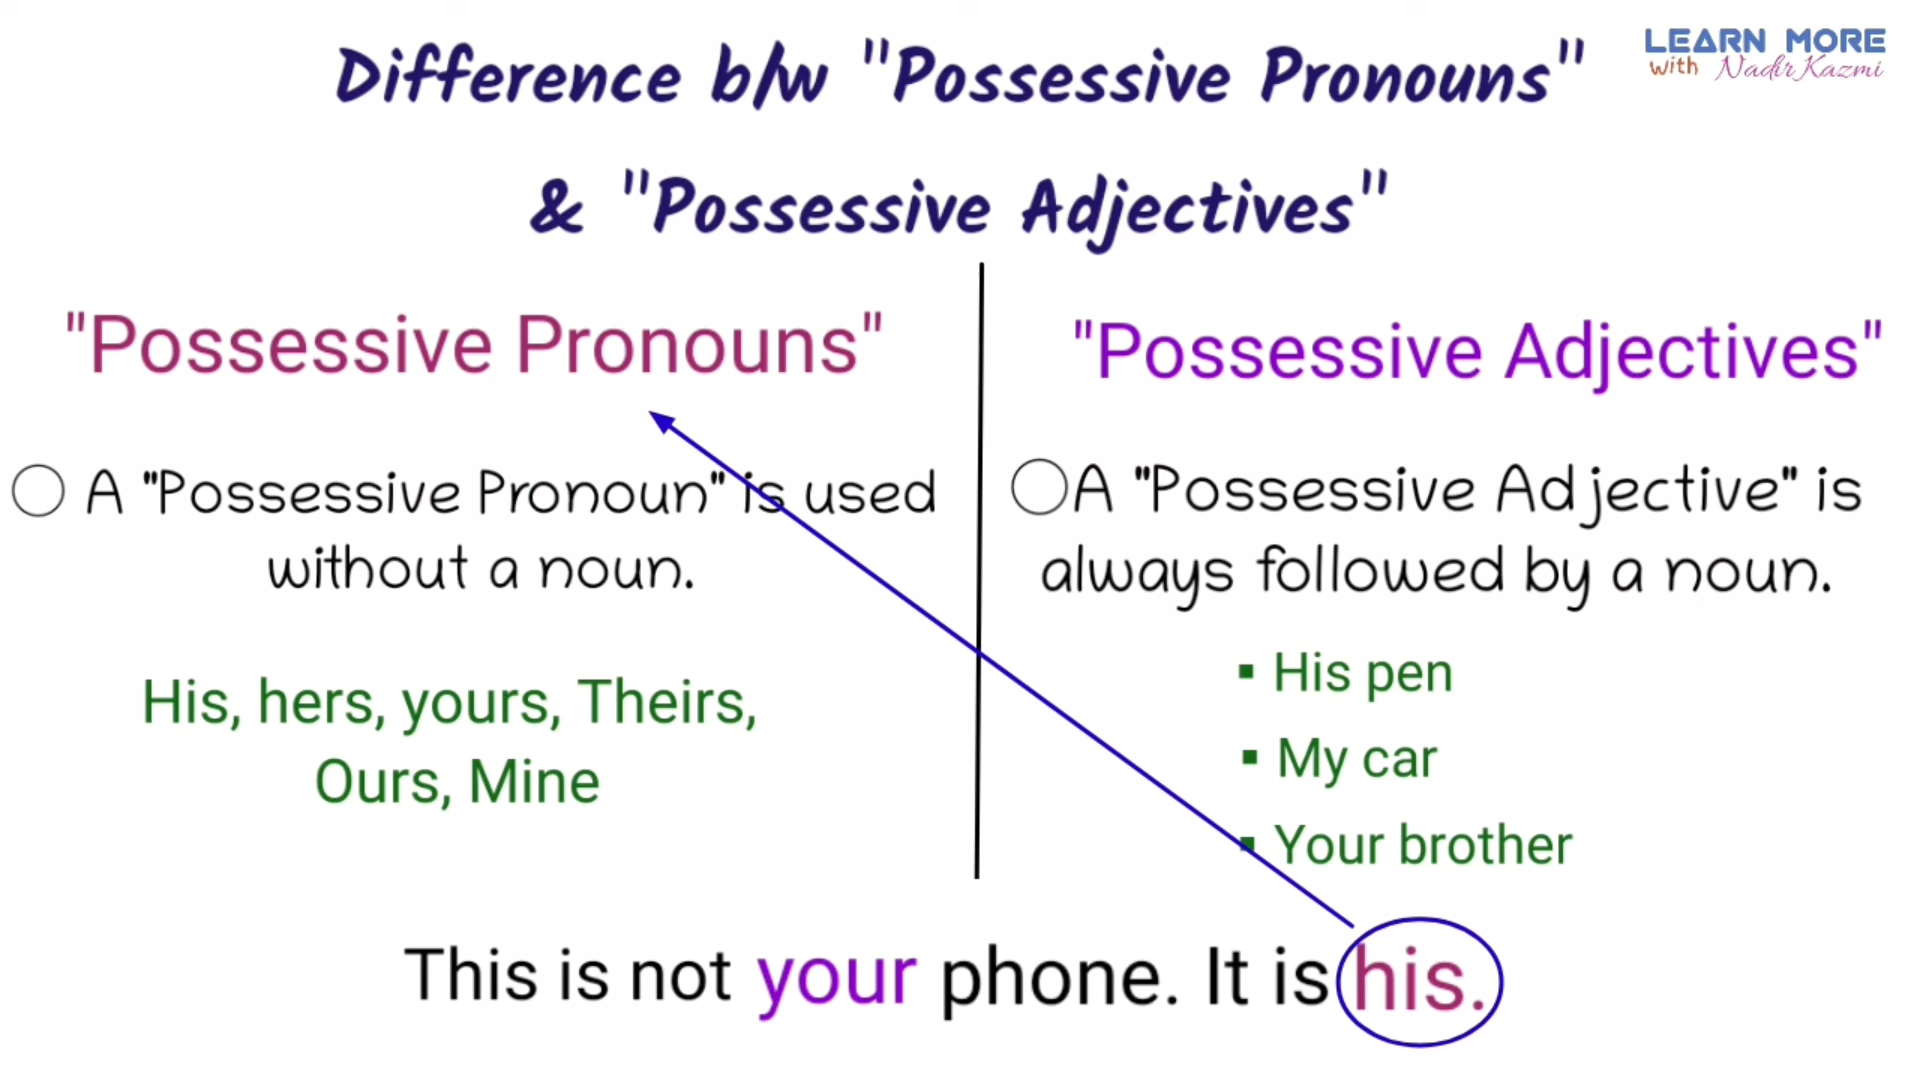 LEARN MORE
with NadirKazmi
Difference b/w "Possessive Pronouns"
& "Possessive Adjectives"
"Possessive Pronouns"
A "Possessive Pronoun" is used
without a noun.
His, hers, yours, Theirs,
Ours, Mine
"Possessive Adjectives"
A "Possessive Adjective" is
always followed by a noun.
▪ His pen
▪ My car
▪ Your brother
This is not your phone. It is his.